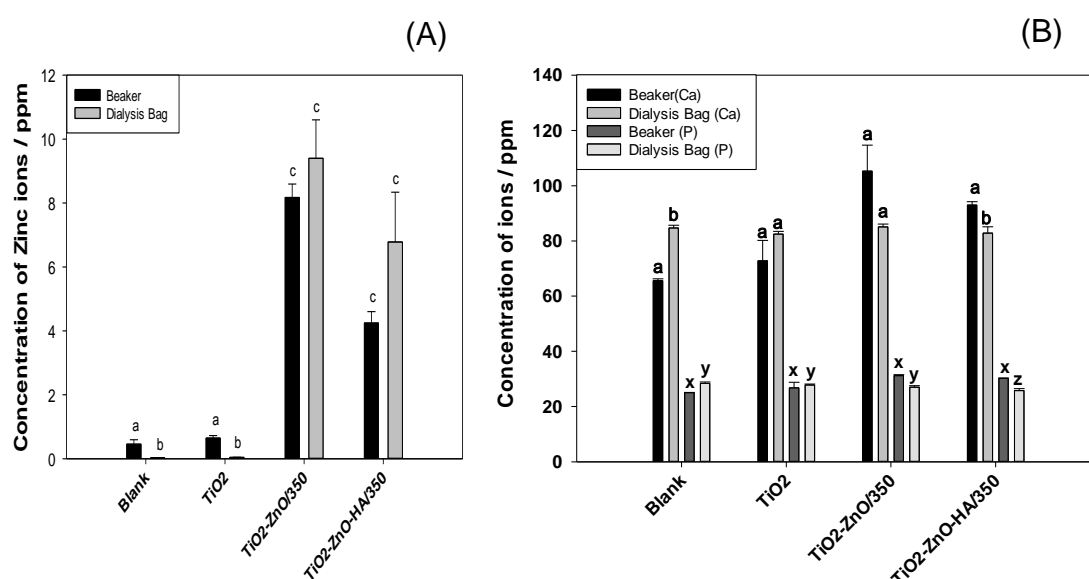 (A)
Concentration of Zinc ions / ppm
12
10
8
6
4
2
0
Beaker
Dialysis Bag
a
b
a
b
c
c
c
c
Blank
TiO2
TiO2-ZnO/350
TiO2-ZnO-HA/350
(B)
Concentration of ions / ppm
140
120
100
80
60
40
20
0
Beaker(Ca)
Dialysis Bag (Ca)
Beaker (P)
Dialysis Bag (P)
a
b
x
y
a
a
x
y
a
a
x
y
a
b
x
z
Blank
TiO2
TiO2-ZnO/350
TiO2-ZnO-HA/350